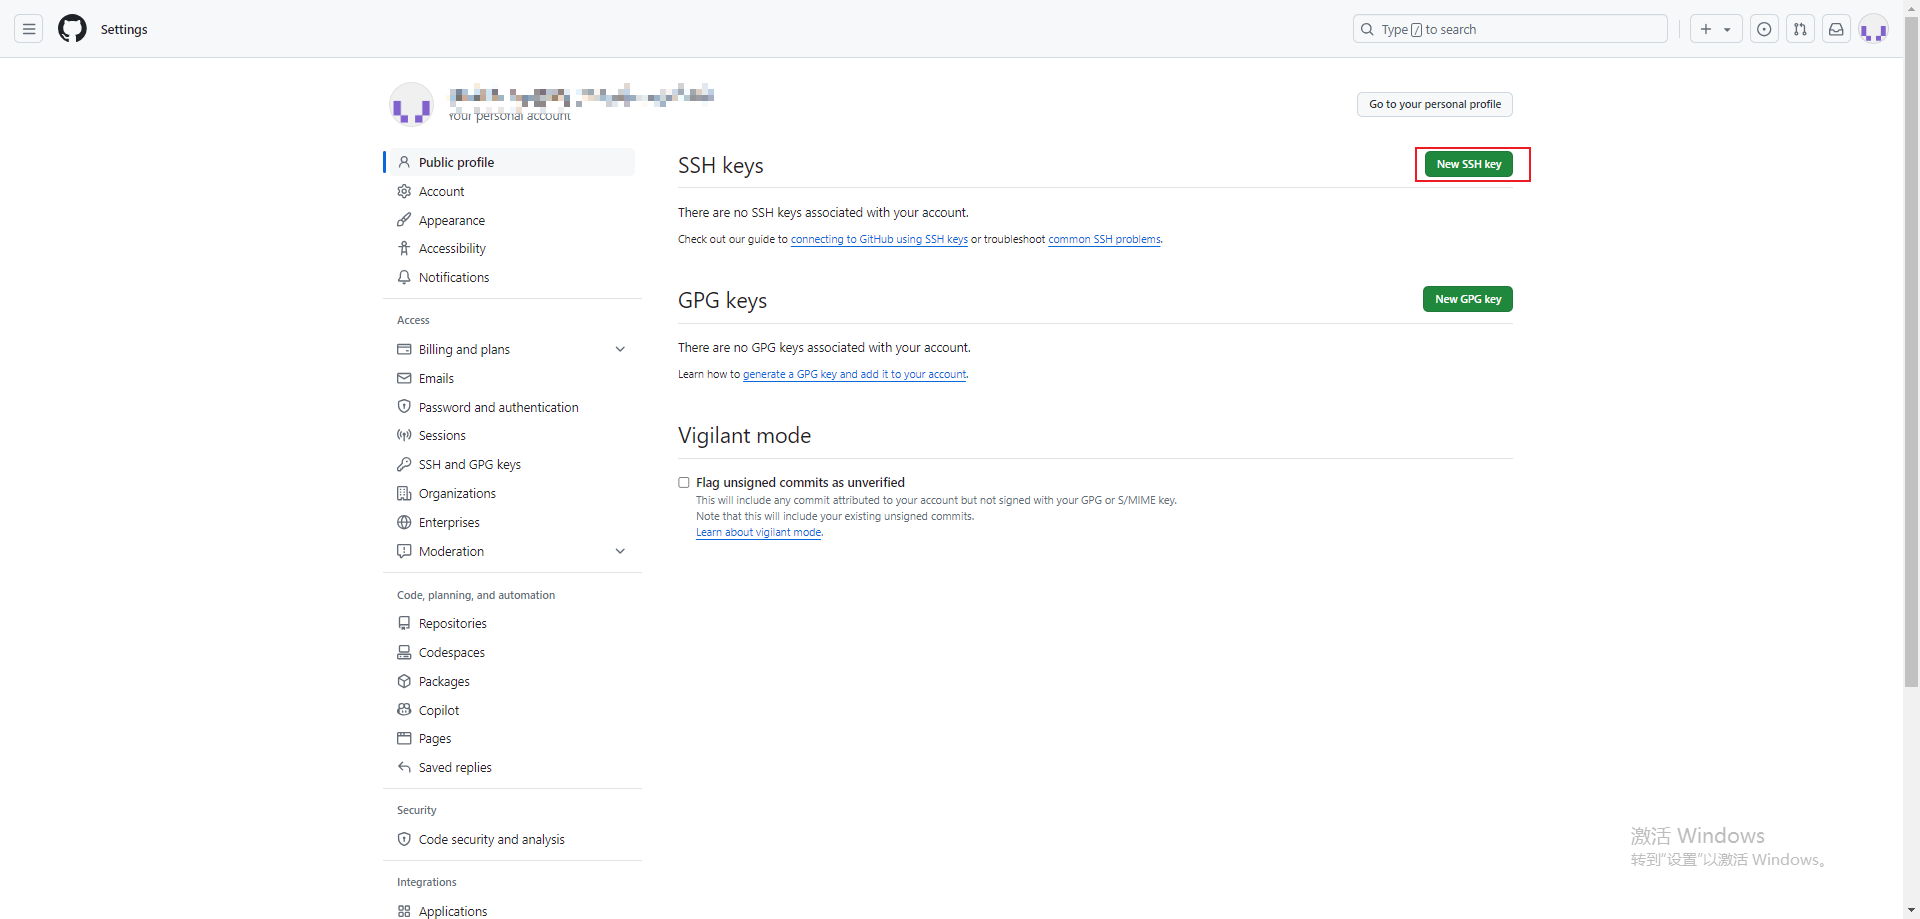 Settings
Type / to search
Your personal account
Go to your personal profile
Public profile
Account
Appearance
Accessibility
Notifications
Access
Billing and plans
Emails
Password and authentication
Sessions
SSH and GPG keys
Organizations
Enterprises
Moderation
Code, planning, and automation
Repositories
Codespaces
Packages
Copilot
Pages
Saved replies
Security
Code security and analysis
Integrations
Applications
SSH keys
New SSH key
There are no SSH keys associated with your account.
Check out our guide to connecting to GitHub using SSH keys or troubleshoot common SSH problems.
GPG keys
New GPG key
There are no GPG keys associated with your account.
Learn how to generate a GPG key and add it to your account.
Vigilant mode
Flag unsigned commits as unverified
This will include any commit attributed to your account but not signed with your GPG or S/MIME key.
Note that this will include your existing unsigned commits.
Learn about vigilant mode.
激活 Windows
转到"设置"以激活 Windows。